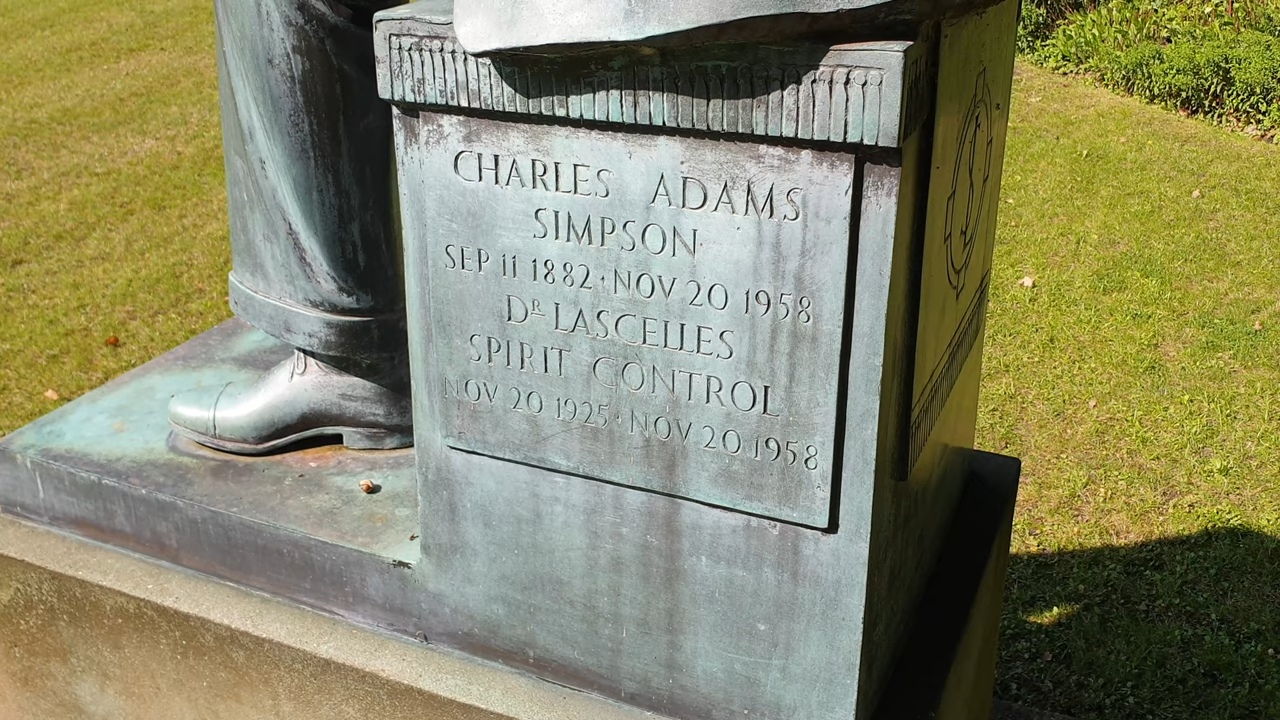 CHARLES ADAMS
SIMPSON
SEP 11 1882 · NOV 20 1958
DR LASCELLES
SPIRIT CONTROL
NOV 20 1925 · NOV 20 1958